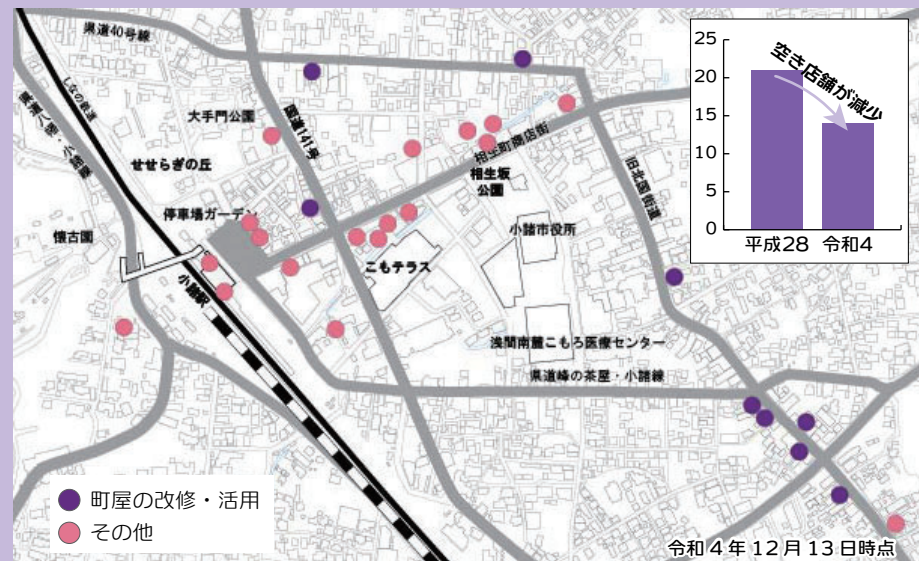 県道40号線
しなの鉄道
大手門公園
国道141号
せせらぎの丘
相生町商店街
相生坂
公園
旧北国街道
停車場ガーデン
懐古園
小諸市役所
こもテラス
小諸駅
浅間南麓こもろ医療センター
県道峰の茶屋・小諸線
25
20
15
10
5
0
空き店舗が減少
平成28 令和4
町屋の改修・活用
その他
令和4年12月13日時点